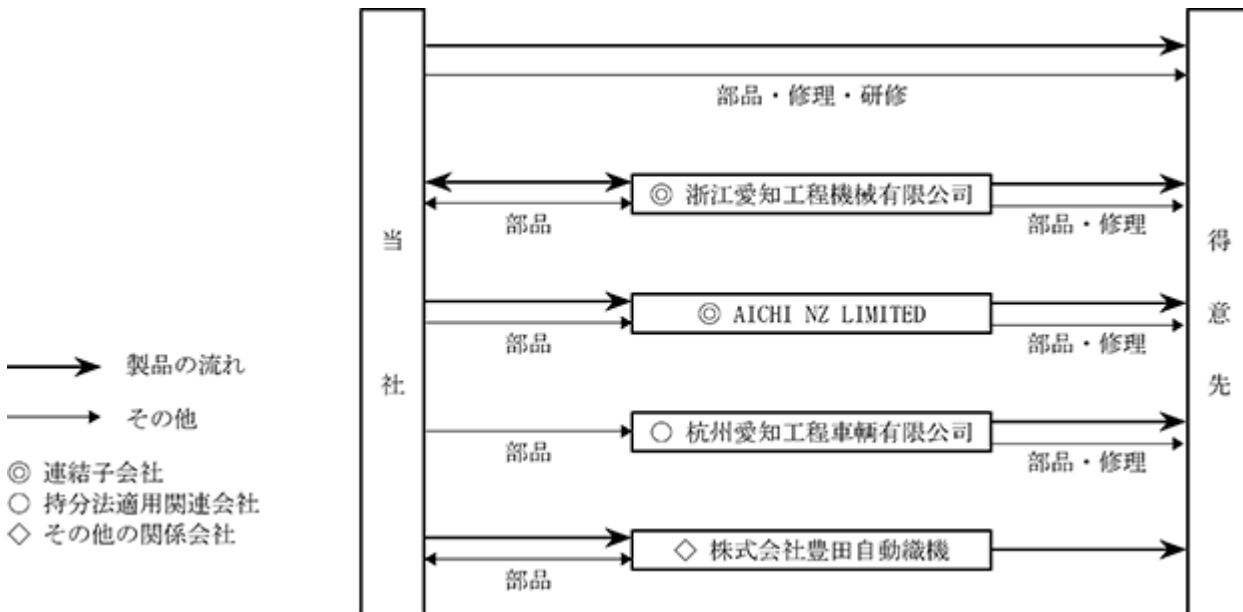 部品・修理・研修
◎ 浙江愛知工程機械有限公司
部品
部品・修理
当社
得意先
◎ AICHI NZ LIMITED
部品
部品・修理
○ 杭州愛知工程車輌有限公司
部品
部品・修理
◇ 株式会社豊田自動織機
部品
製品の流れ
その他
◎ 連結子会社
○ 持分法適用関連会社
◇ その他の関係会社